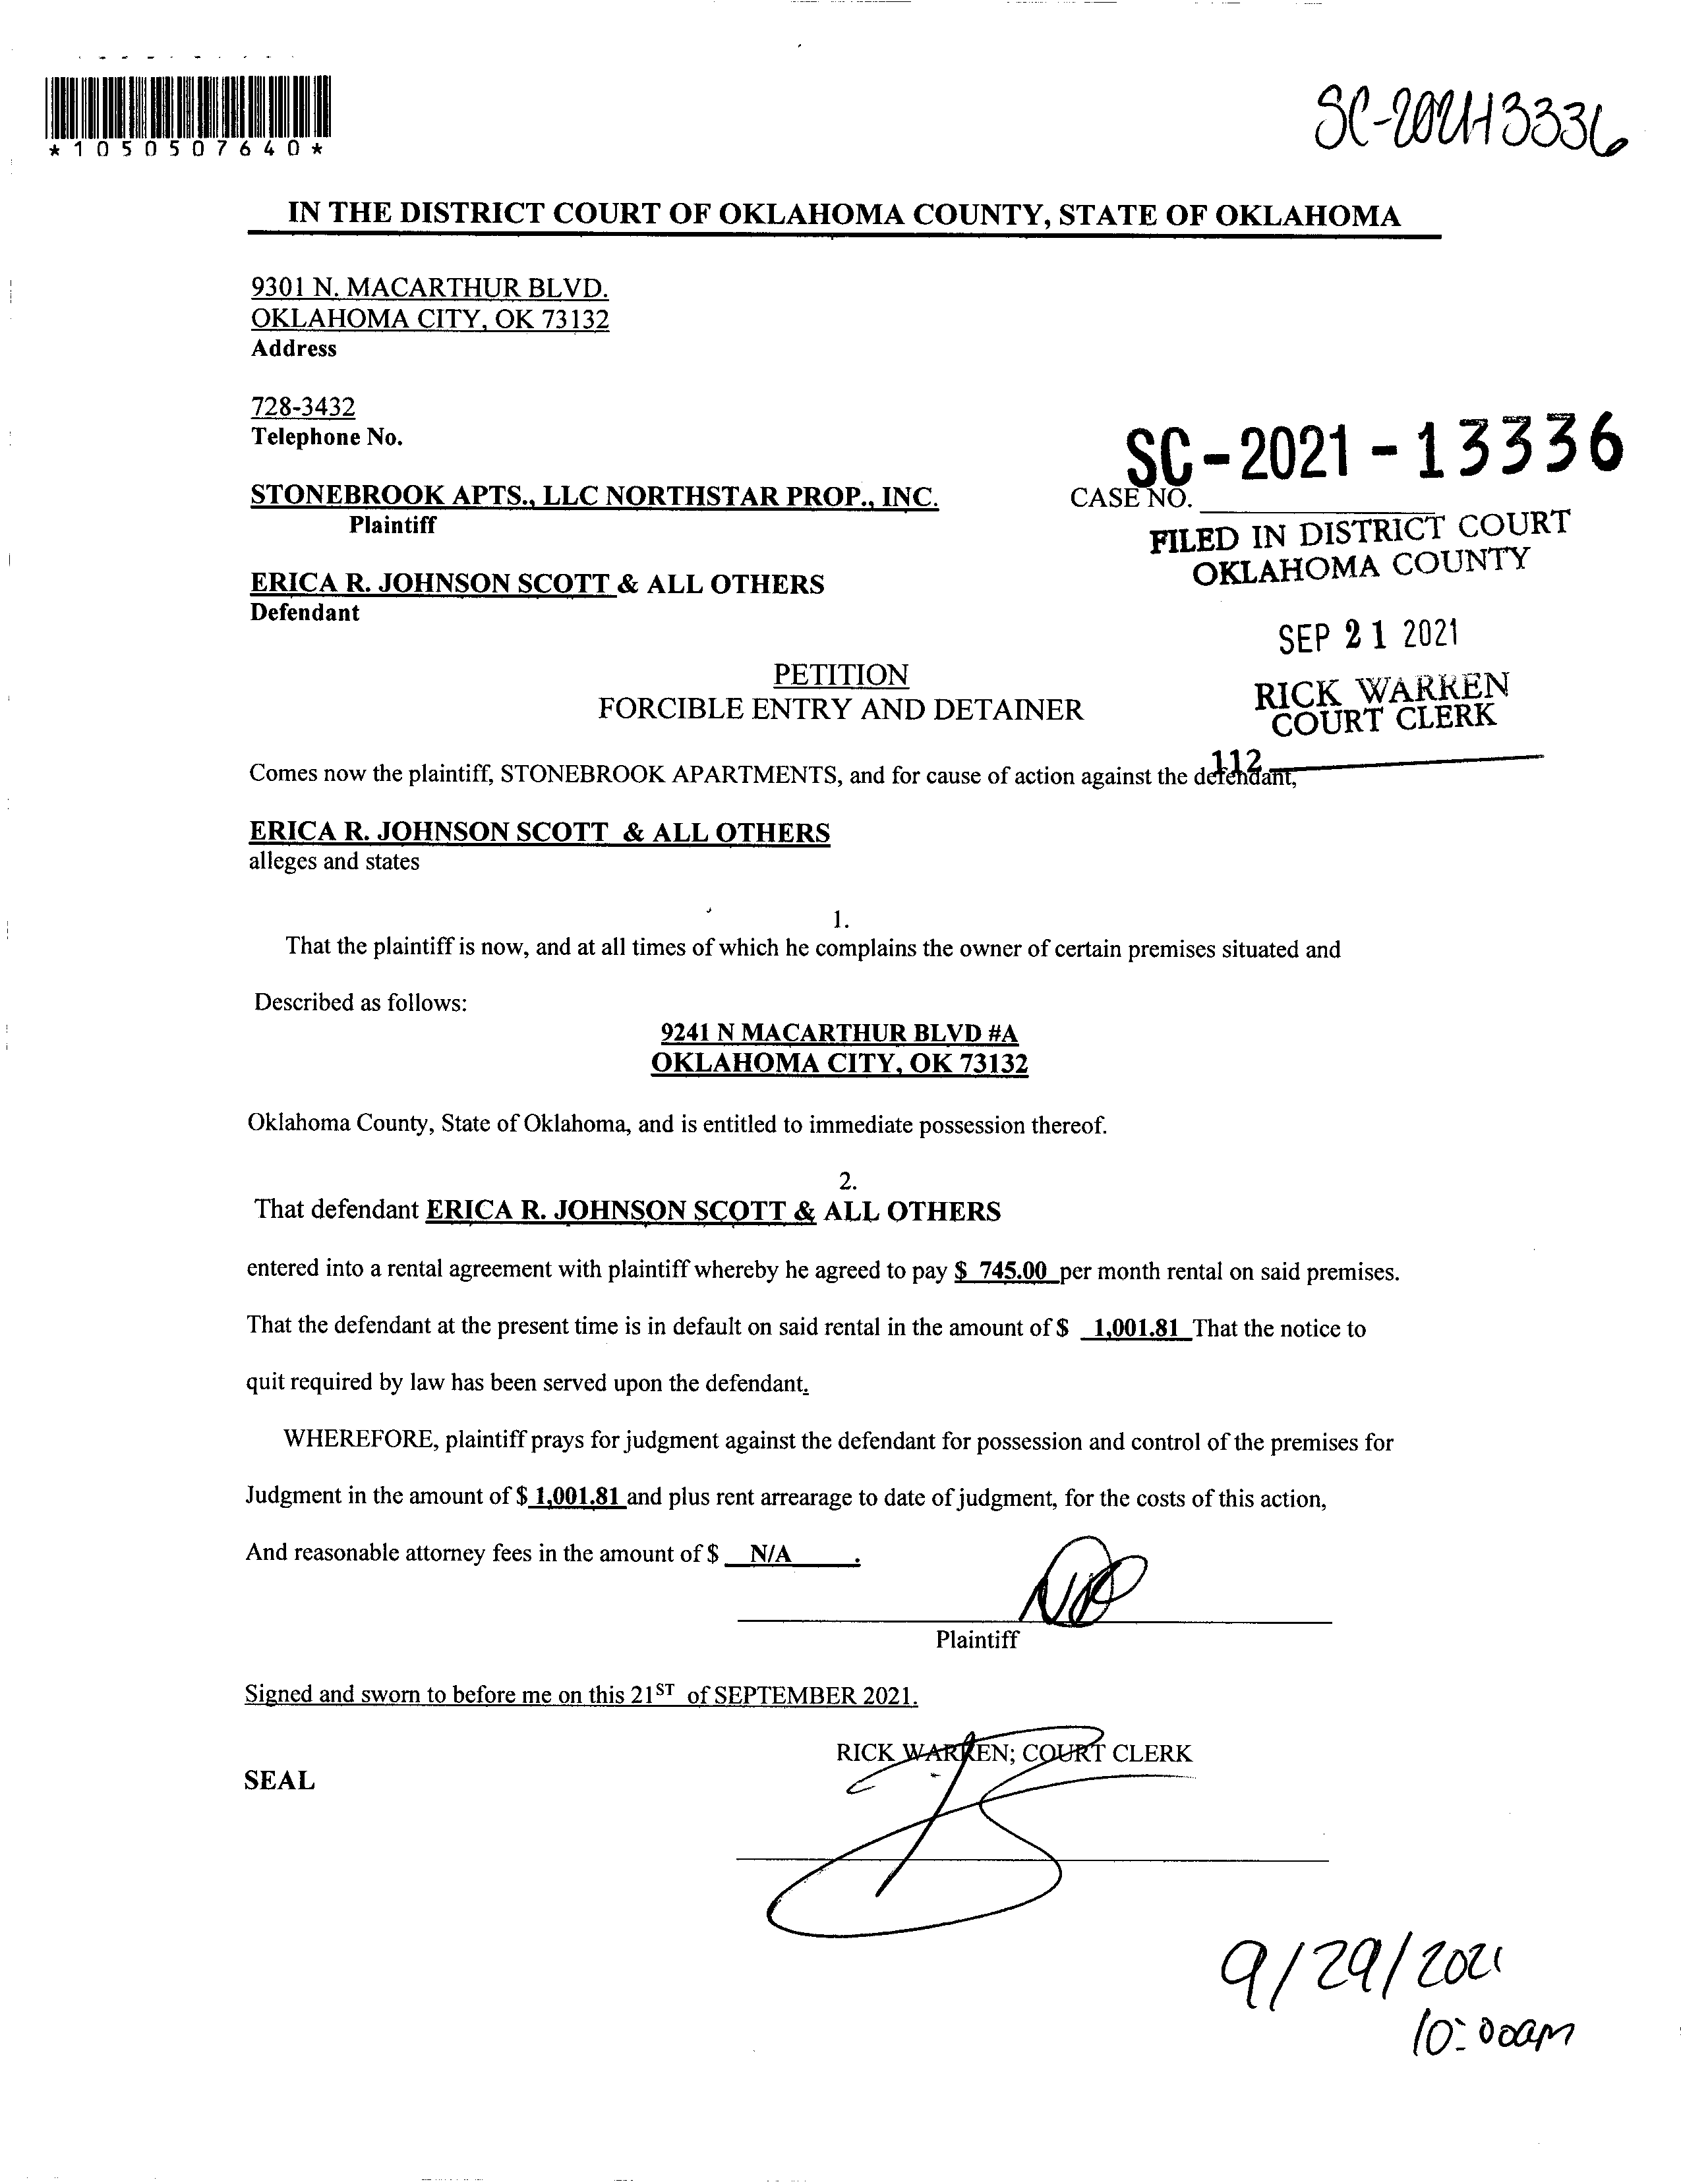 *1050507640*
SC-2021-13336
IN THE DISTRICT COURT OF OKLAHOMA COUNTY, STATE OF OKLAHOMA
9301 N. MACARTHUR BLVD.
OKLAHOMA CITY, OK 73132
Address
728-3432
Telephone No.
SC-2021-13336
STONEBROOK APTS., LLC NORTHSTAR PROP., INC.
CASE NO.
Plaintiff
FILED IN DISTRICT COURT
OKLAHOMA COUNTY
ERICA R. JOHNSON SCOTT & ALL OTHERS
Defendant
SEP 21 2021
PETITION
FORCIBLE ENTRY AND DETAINER
RICK WARREN
COURT CLERK
112
Comes now the plaintiff, STONEBROOK APARTMENTS, and for cause of action against the defendant,
ERICA R. JOHNSON SCOTT & ALL OTHERS
alleges and states
1.
That the plaintiff is now, and at all times of which he complains the owner of certain premises situated and
Described as follows:
9241 N MACARTHUR BLVD #A
OKLAHOMA CITY, OK 73132
Oklahoma County, State of Oklahoma, and is entitled to immediate possession thereof.
2.
That defendant ERICA R. JOHNSON SCOTT & ALL OTHERS
entered into a rental agreement with plaintiff whereby he agreed to pay $ 745.00 per month rental on said premises.
That the defendant at the present time is in default on said rental in the amount of $ 1,001.81 That the notice to
quit required by law has been served upon the defendant.
WHEREFORE, plaintiff prays for judgment against the defendant for possession and control of the premises for
Judgment in the amount of $ 1,001.81 and plus rent arrearage to date of judgment, for the costs of this action,
And reasonable attorney fees in the amount of $ N/A .
Plaintiff
Signed and sworn to before me on this 21ST of SEPTEMBER 2021.
RICK WARREN; COURT CLERK
SEAL
9/29/2021
10:00am